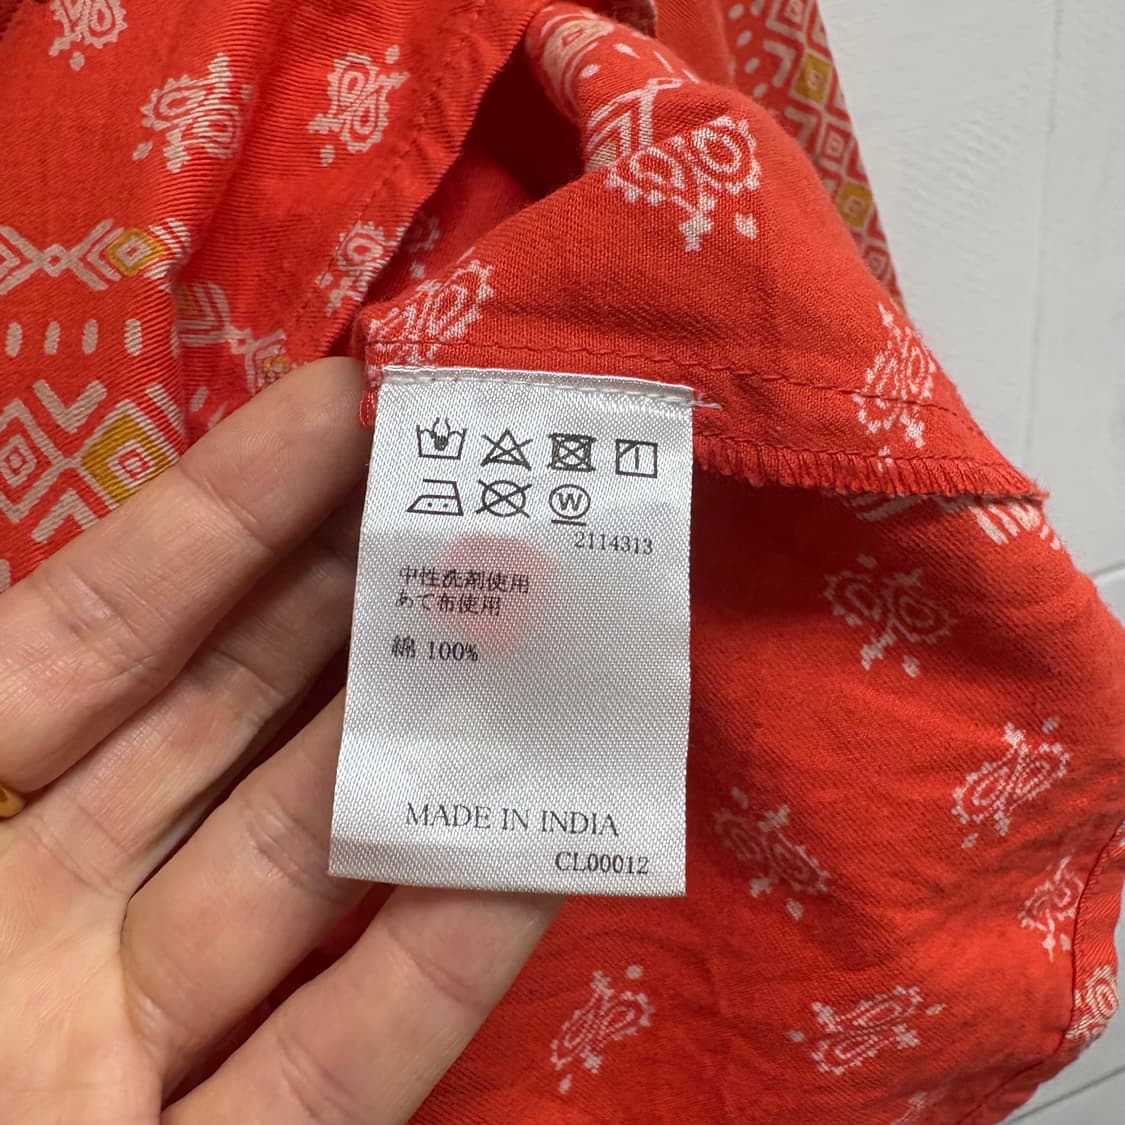 W
2114313
中性洗剤使用
あて布使用
綿 100%
MADE IN INDIA
CL00012